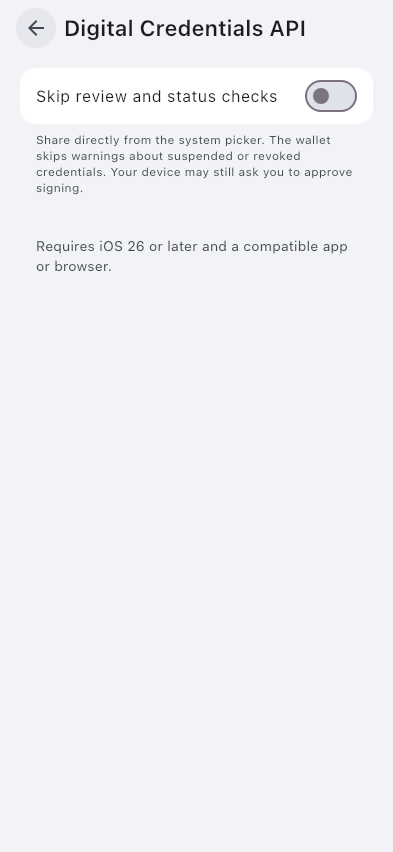 Digital Credentials API
Skip review and status checks
Share directly from the system picker. The wallet
skips warnings about suspended or revoked
credentials. Your device may still ask you to approve
signing.
Requires iOS 26 or later and a compatible app
or browser.